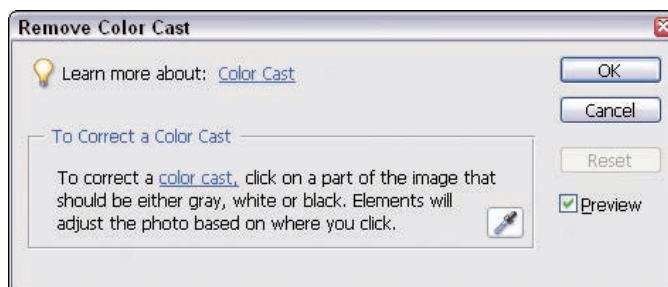 Remove Color Cast
Learn more about: Color Cast
OK
Cancel
To Correct a Color Cast
To correct a color cast, click on a part of the image that
should be either gray, white or black. Elements will
adjust the photo based on where you click.
Reset
Preview